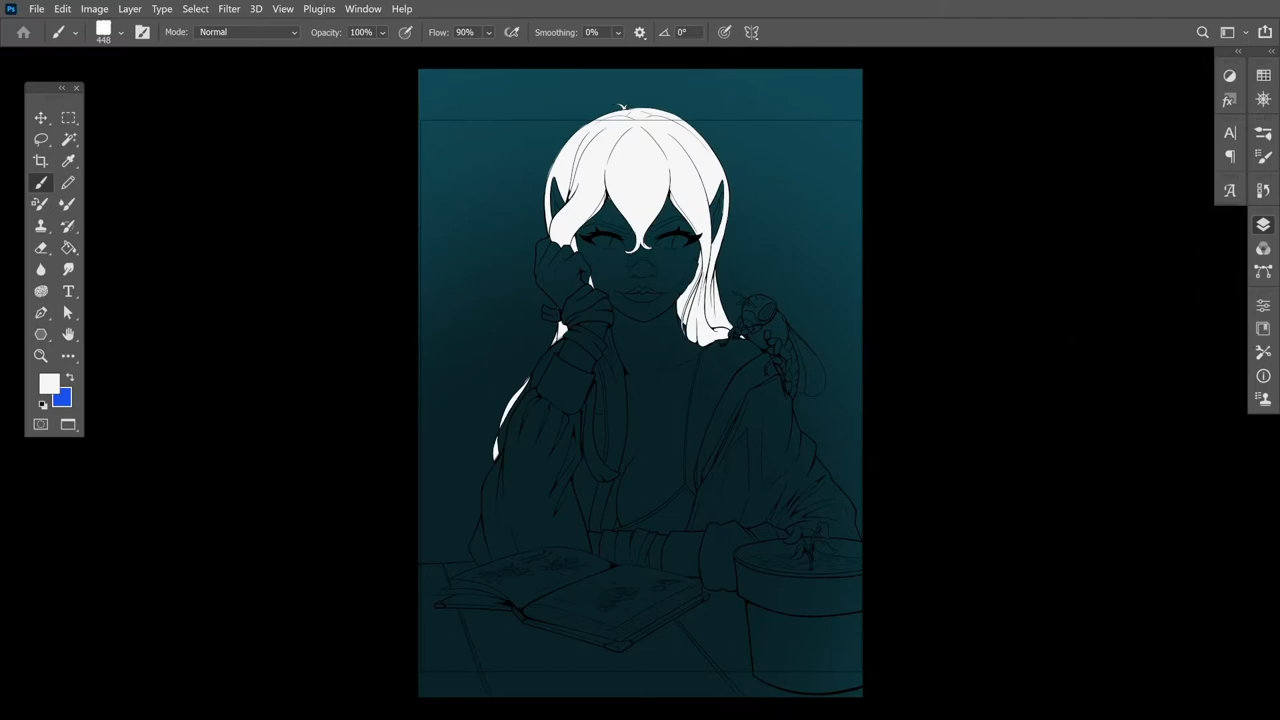 Ps File Edit Image Layer Type Select Filter 3D View Plugins Window Help
448 Mode: Normal Opacity: 100% Flow: 90% Smoothing: 0% 0°